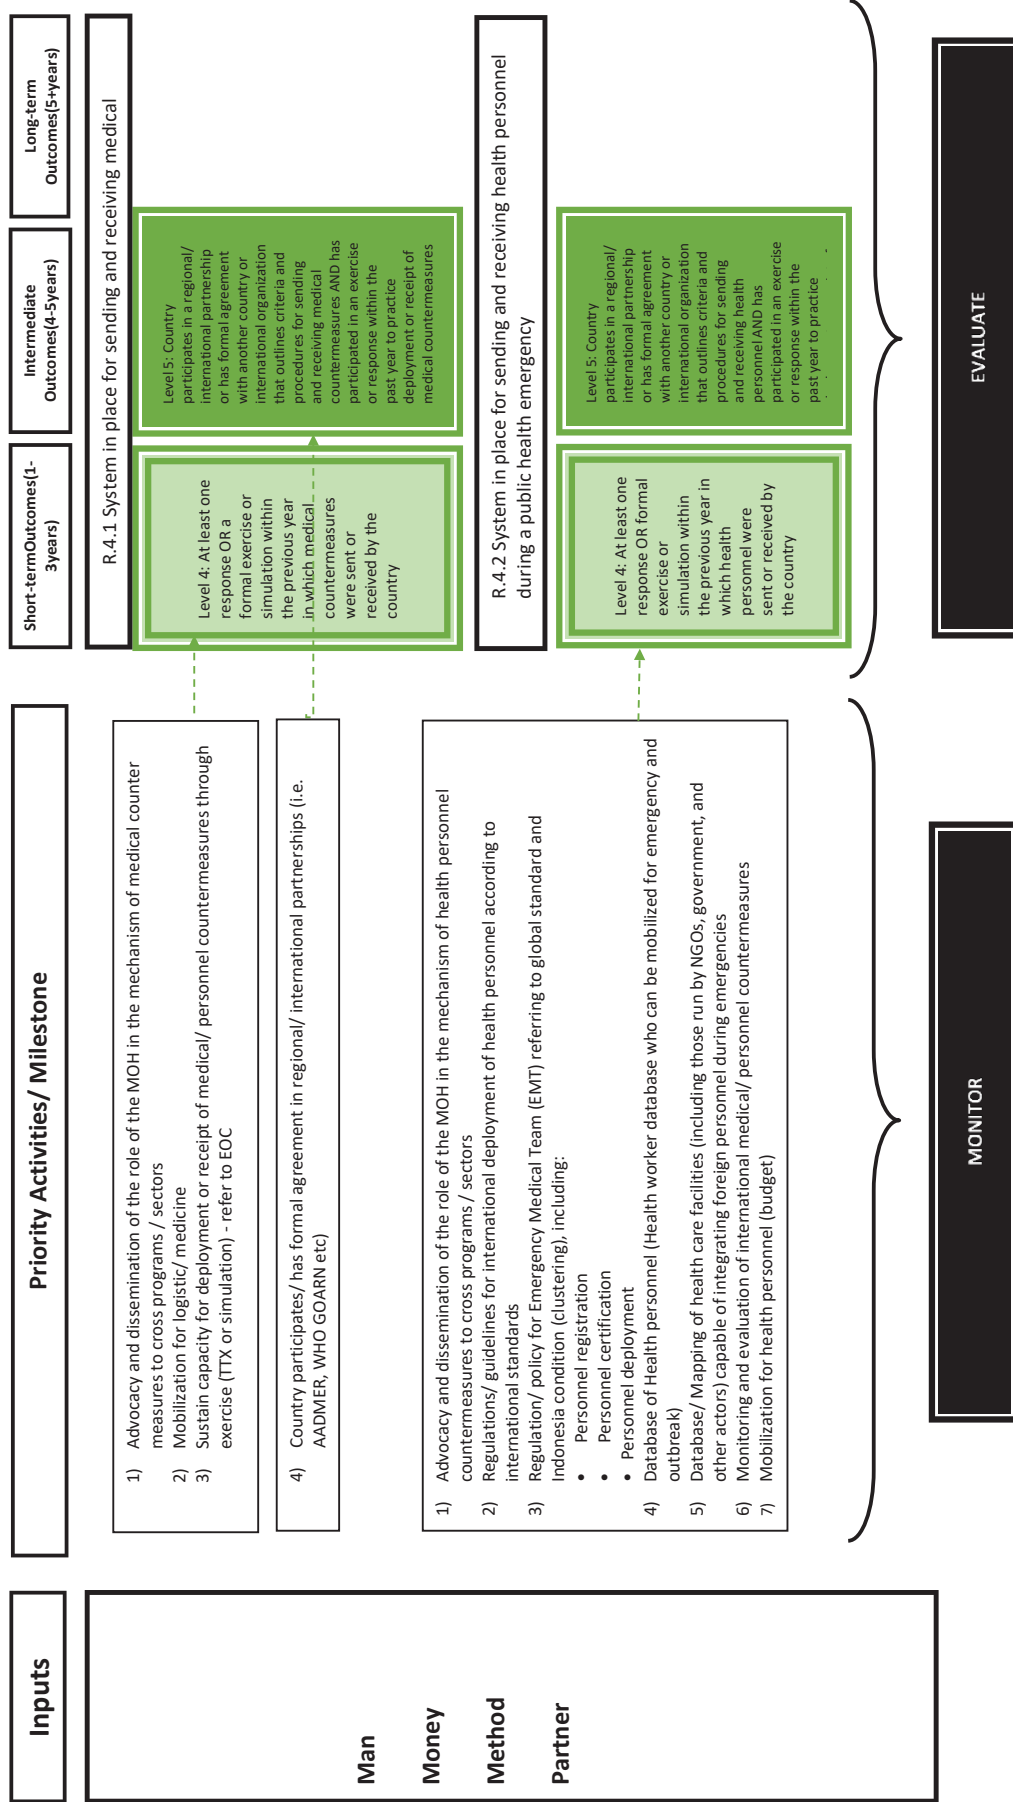 Inputs
Man
Money
Method
Partner
Priority Activities/ Milestone
1) Advocacy and dissemination of the role of the MOH in the mechanism of medical counter
measures to cross programs / sectors
2) Mobilization for logistic/ medicine
3) Sustain capacity for deployment or receipt of medical/ personnel countermeasures through
exercise (TTX or simulation) - refer to EOC
4) Country participates/ has formal agreement in regional/ international partnerships (i.e.
AADMER, WHO GOARN etc)
1) Advocacy and dissemination of the role of the MOH in the mechanism of health personnel
countermeasures to cross programs / sectors
2) Regulations/ guidelines for international deployment of health personnel according to
international standards
3) Regulation/ policy for Emergency Medical Team (EMT) referring to global standard and
Indonesia condition (clustering), including:
• Personnel registration
• Personnel certification
• Personnel deployment
4) Database of Health personnel (Health worker database who can be mobilized for emergency and
outbreak)
5) Database/ Mapping of health care facilities (including those run by NGOs, government, and
other actors) capable of integrating foreign personnel during emergencies
6) Monitoring and evaluation of international medical/ personnel countermeasures
7) Mobilization for health personnel (budget)
MONITOR
Short-termOutcomes(1-
3years)
Intermediate
Outcomes(4-5years)
Long-term
Outcomes(5+years)
R.4.1 System in place for sending and receiving medical
Level 4: At least one
response OR a
formal exercise or
simulation within
the previous year
in which medical
countermeasures
were sent or
received by the
country
Level 5: Country
participates in a regional/
international partnership
or has formal agreement
with another country or
international organization
that outlines criteria and
procedures for sending
and receiving medical
countermeasures AND has
participated in an exercise
or response within the
past year to practice
deployment or receipt of
medical countermeasures
R.4.2 System in place for sending and receiving health personnel
during a public health emergency
Level 4: At least one
response OR formal
exercise or
simulation within
the previous year in
which health
personnel were
sent or received by
the country
Level 5: Country
participates in a regional/
international partnership
or has formal agreement
with another country or
international organization
that outlines criteria and
procedures for sending
and receiving health
personnel AND has
participated in an exercise
or response within the
past year to practice
EVALUATE